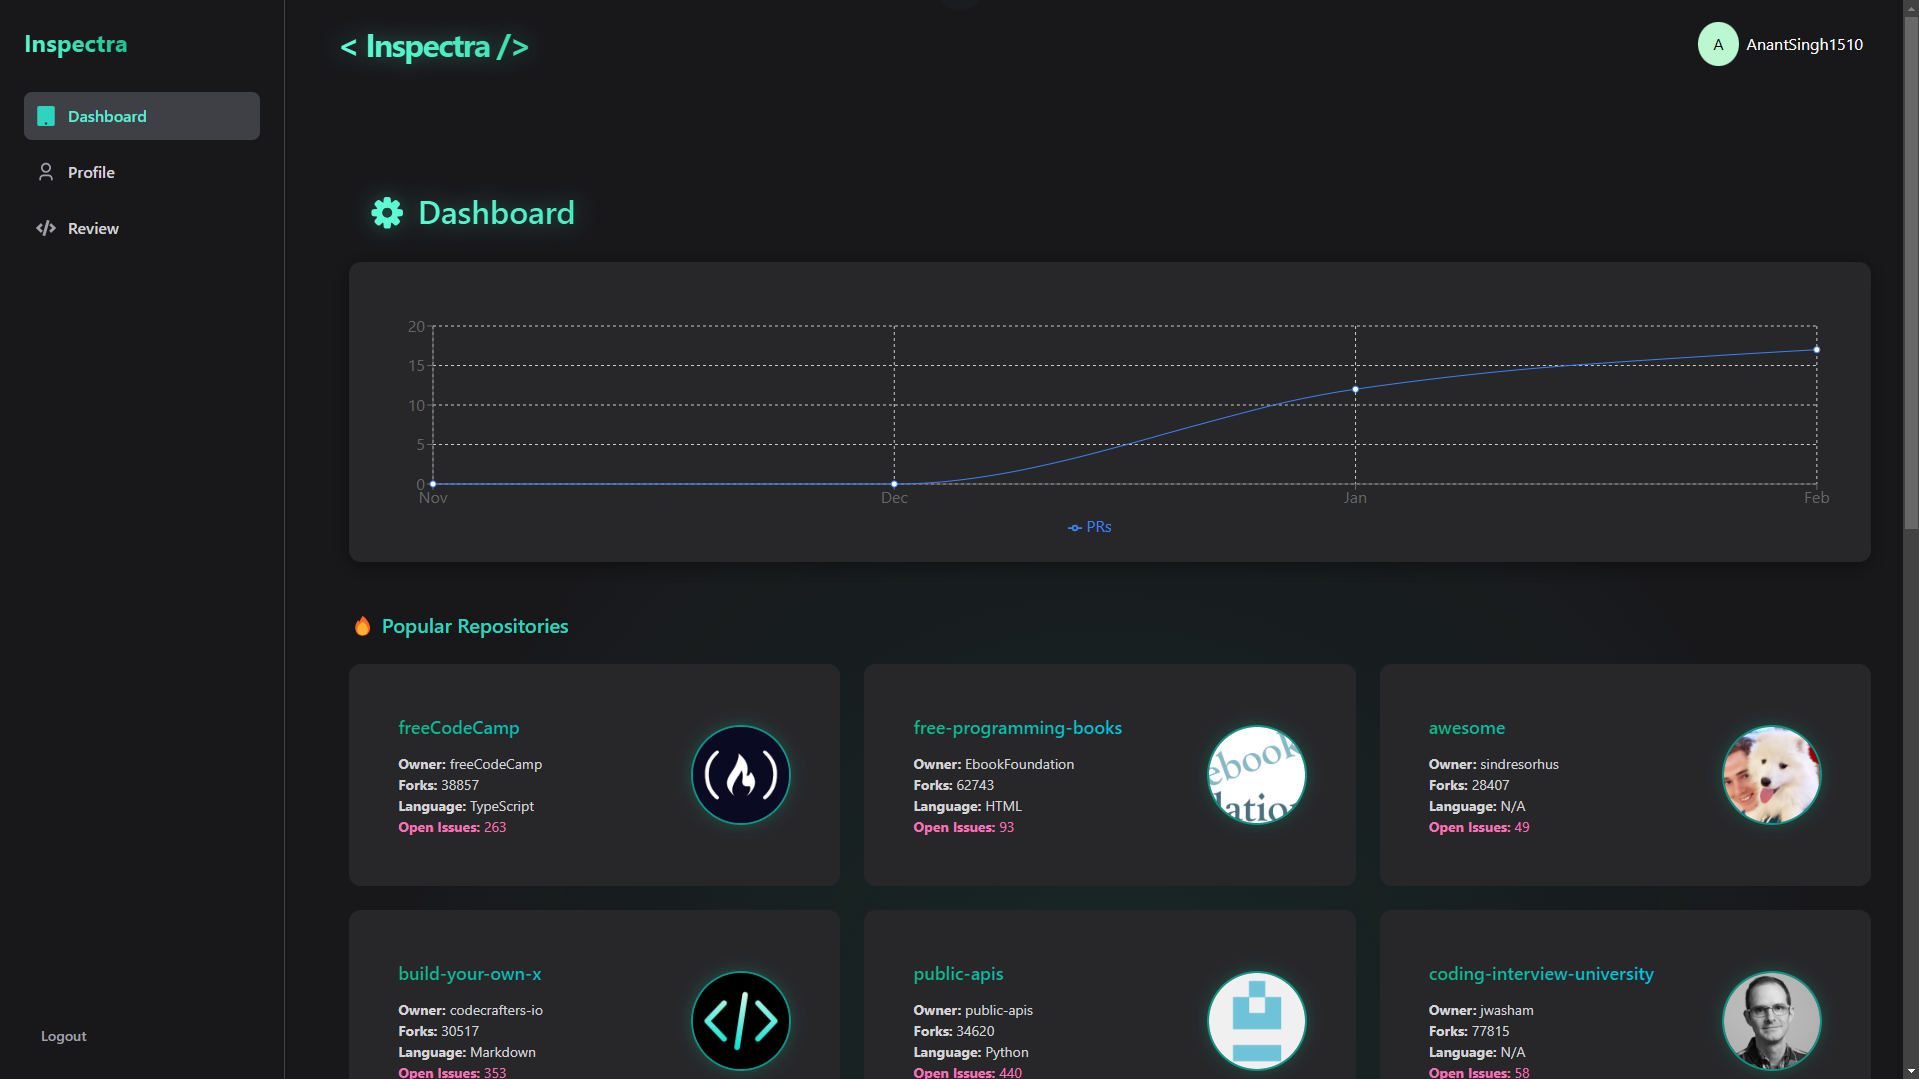 Inspectra
Dashboard
Profile
Review
Logout
< Inspectra />
A
AnantSingh1510
Dashboard
20
15
10
5
0
Nov
Dec
Jan
Feb
PRs
Popular Repositories
freeCodeCamp
Owner: freeCodeCamp
Forks: 38857
Language: TypeScript
Open Issues: 263
free-programming-books
Owner: EbookFoundation
Forks: 62743
Language: HTML
Open Issues: 93
ebook
lation
awesome
Owner: sindresorhus
Forks: 28407
Language: N/A
Open Issues: 49
build-your-own-x
Owner: codecrafters-io
Forks: 30517
Language: Markdown
Open Issues: 353
</>
public-apis
Owner: public-apis
Forks: 34620
Language: Python
Open Issues: 440
coding-interview-university
Owner: jwasham
Forks: 77815
Language: N/A
Open Issues: 58